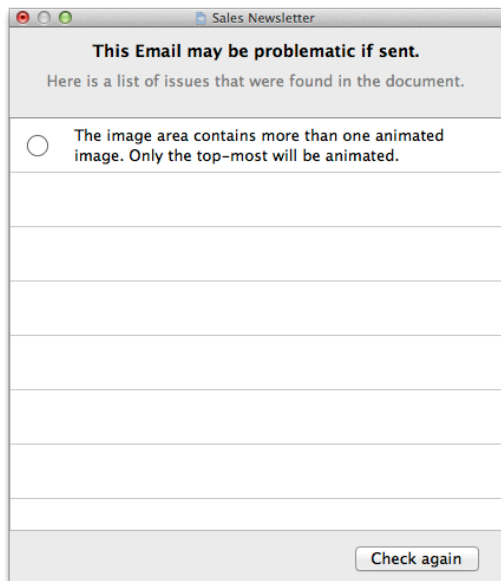 Sales Newsletter
This Email may be problematic if sent.
Here is a list of issues that were found in the document.
The image area contains more than one animated
image. Only the top-most will be animated.
Check again